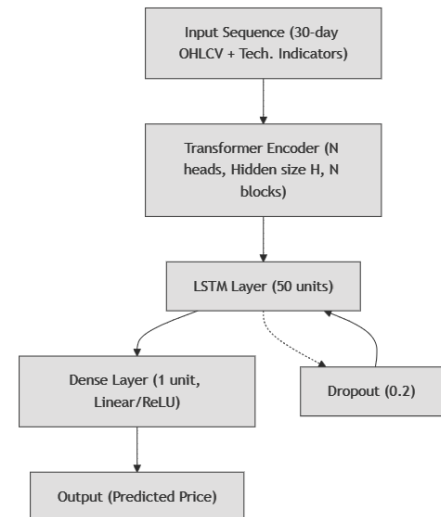 Input Sequence (30-day
OHLCV + Tech. Indicators)
Transformer Encoder (N
heads, Hidden size H, N
blocks)
LSTM Layer (50 units)
Dense Layer (1 unit,
Linear/ReLU)
Dropout (0.2)
Output (Predicted Price)